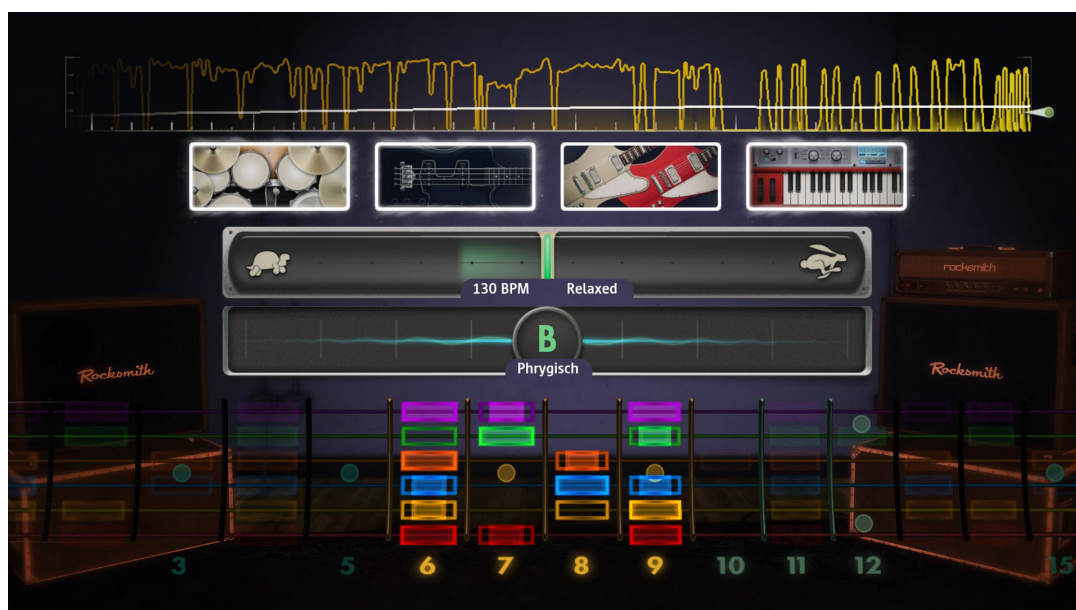 rocksmith
130 BPM
Relaxed
B
Phrygisch
Rocksmith
Rocksmith
3 5 6 7 8 9 10 11 12 15